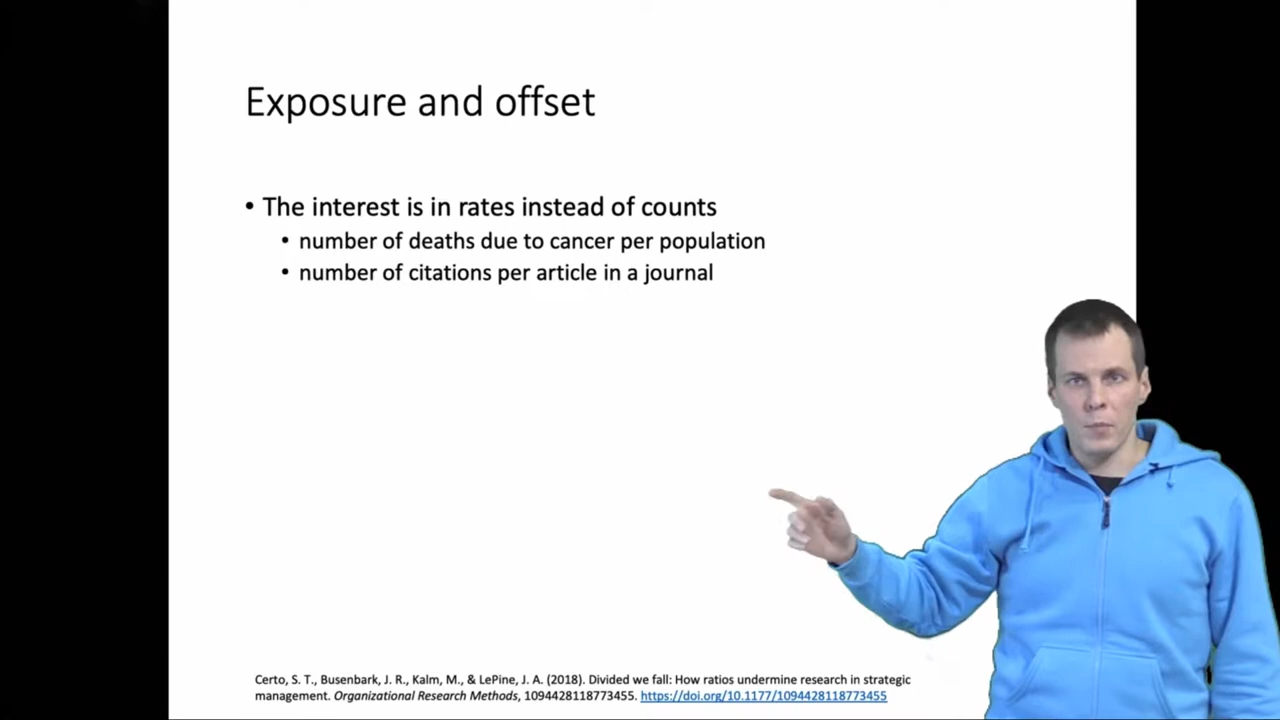 Exposure and offset
• The interest is in rates instead of counts
• number of deaths due to cancer per population
• number of citations per article in a journal
Certo, S. T., Busenbark, J. R., Kalm, M., & LePine, J. A. (2018). Divided we fall: How ratios undermine research in strategic
management. Organizational Research Methods, 1094428118773455. https://doi.org/10.1177/1094428118773455